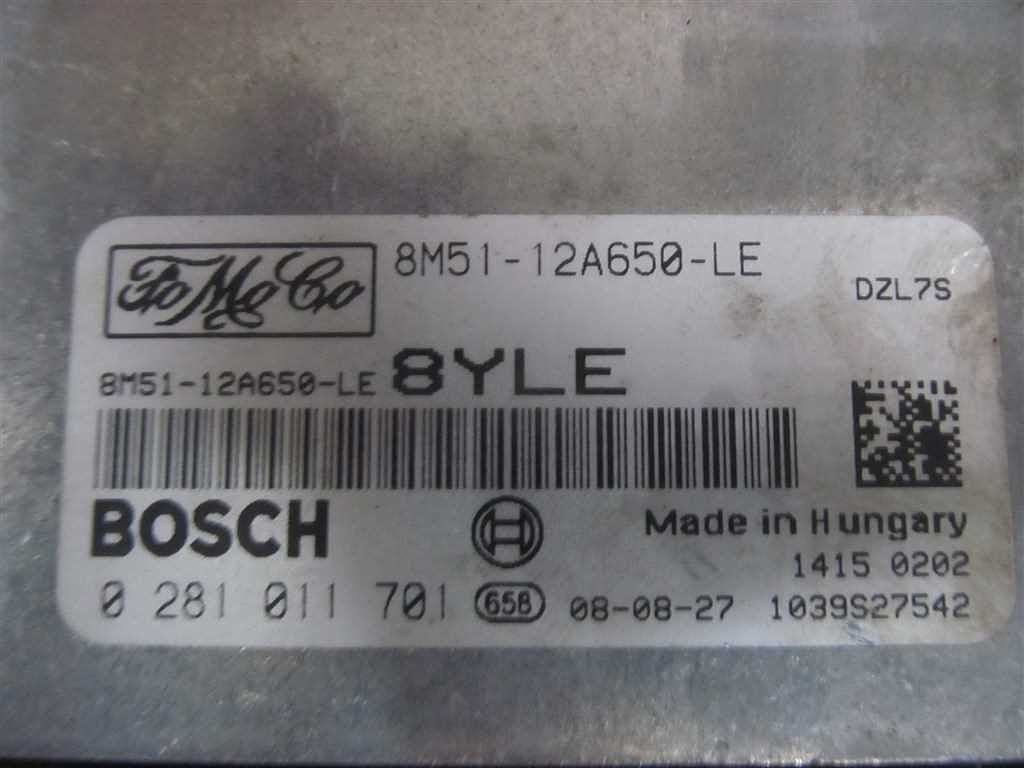 FoMoCo 8M51-12A650-LE
DZL7S
8M51-12A650-LE 8YLE
BOSCH Made in Hungary
1415 0202
0 281 011 701 658 08-08-27 1039S27542